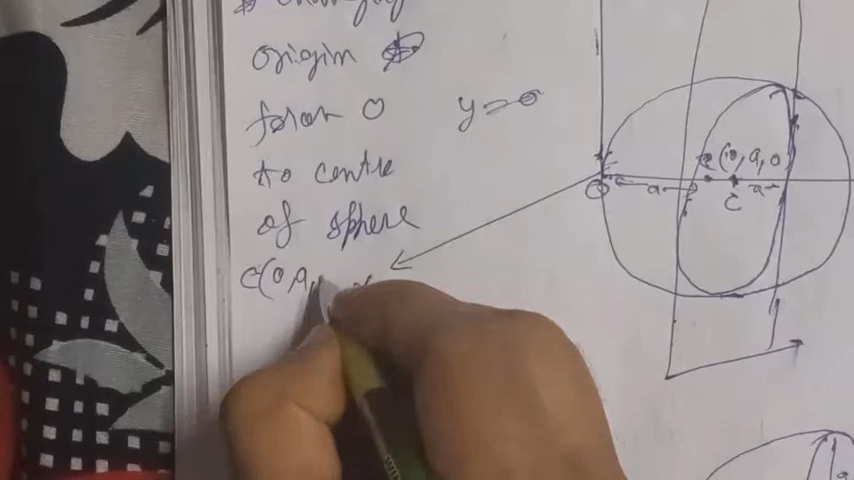 origin
from O y=0
to centre
of sphere
C(0,a,
(0,a,0
O
a
C
a